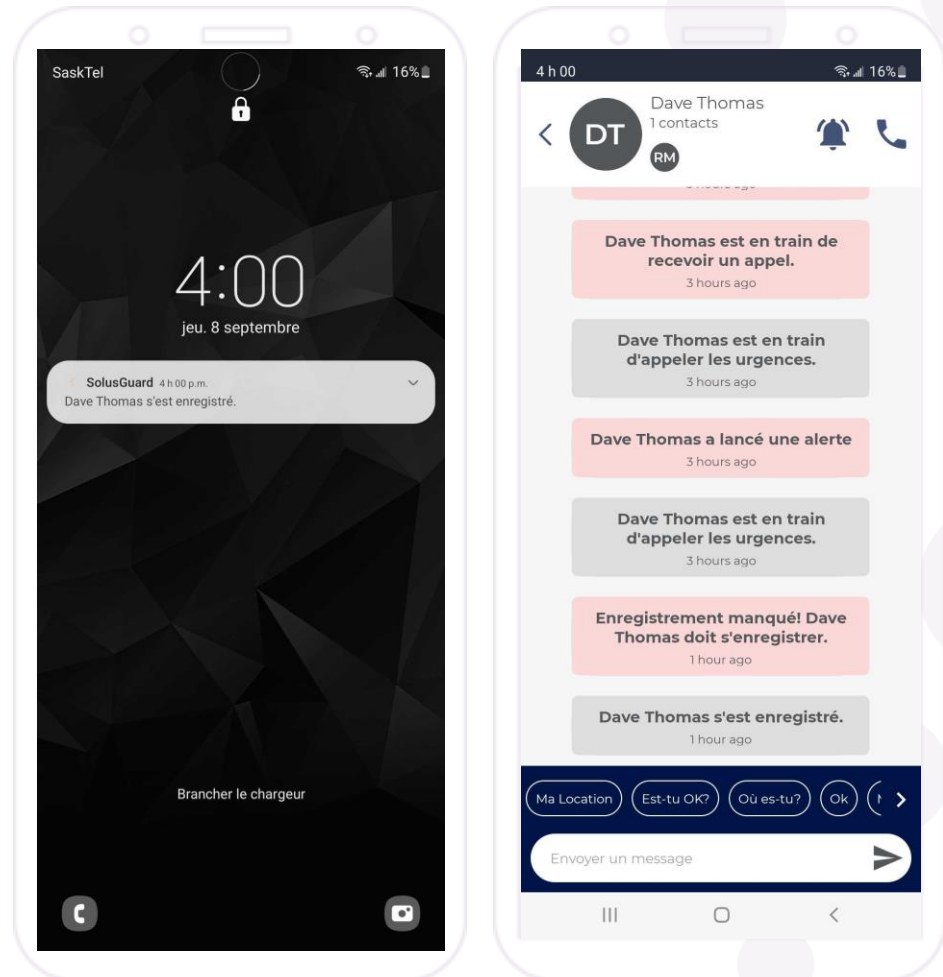 SaskTel
16%
4:00
jeu. 8 septembre
SolusGuard 4 h 00 p.m.
Dave Thomas s'est enregistré.
Brancher le chargeur
4 h 00
16%
Dave Thomas
1 contacts
DT
RM
Dave Thomas est en train de
recevoir un appel.
3 hours ago
Dave Thomas est en train
d'appeler les urgences.
3 hours ago
Dave Thomas a lancé une alerte
3 hours ago
Dave Thomas est en train
d'appeler les urgences.
3 hours ago
Enregistrement manqué! Dave
Thomas doit s'enregistrer.
1 hour ago
Dave Thomas s'est enregistré.
1 hour ago
Ma Location Est-tu OK? Où es-tu? Ok
Envoyer un message